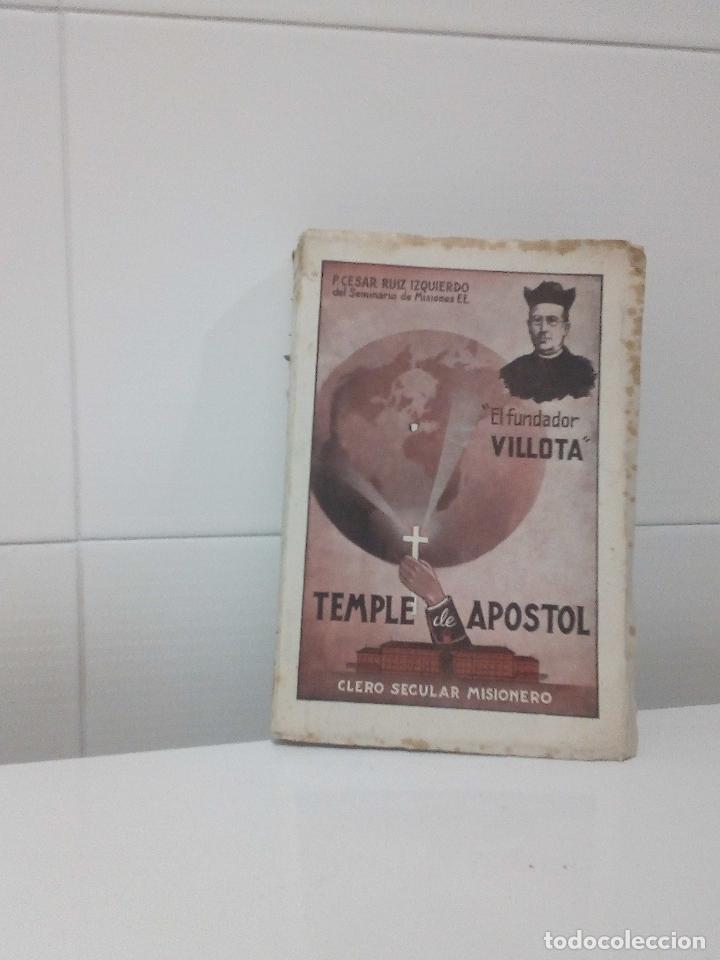 P. CESAR RUIZ IZQUIERDO
del Seminario de Misiones EE.
"El fundador
VILLOTA"
TEMPLE de APOSTOL
CLERO SECULAR MISIONERO
todocoleccion